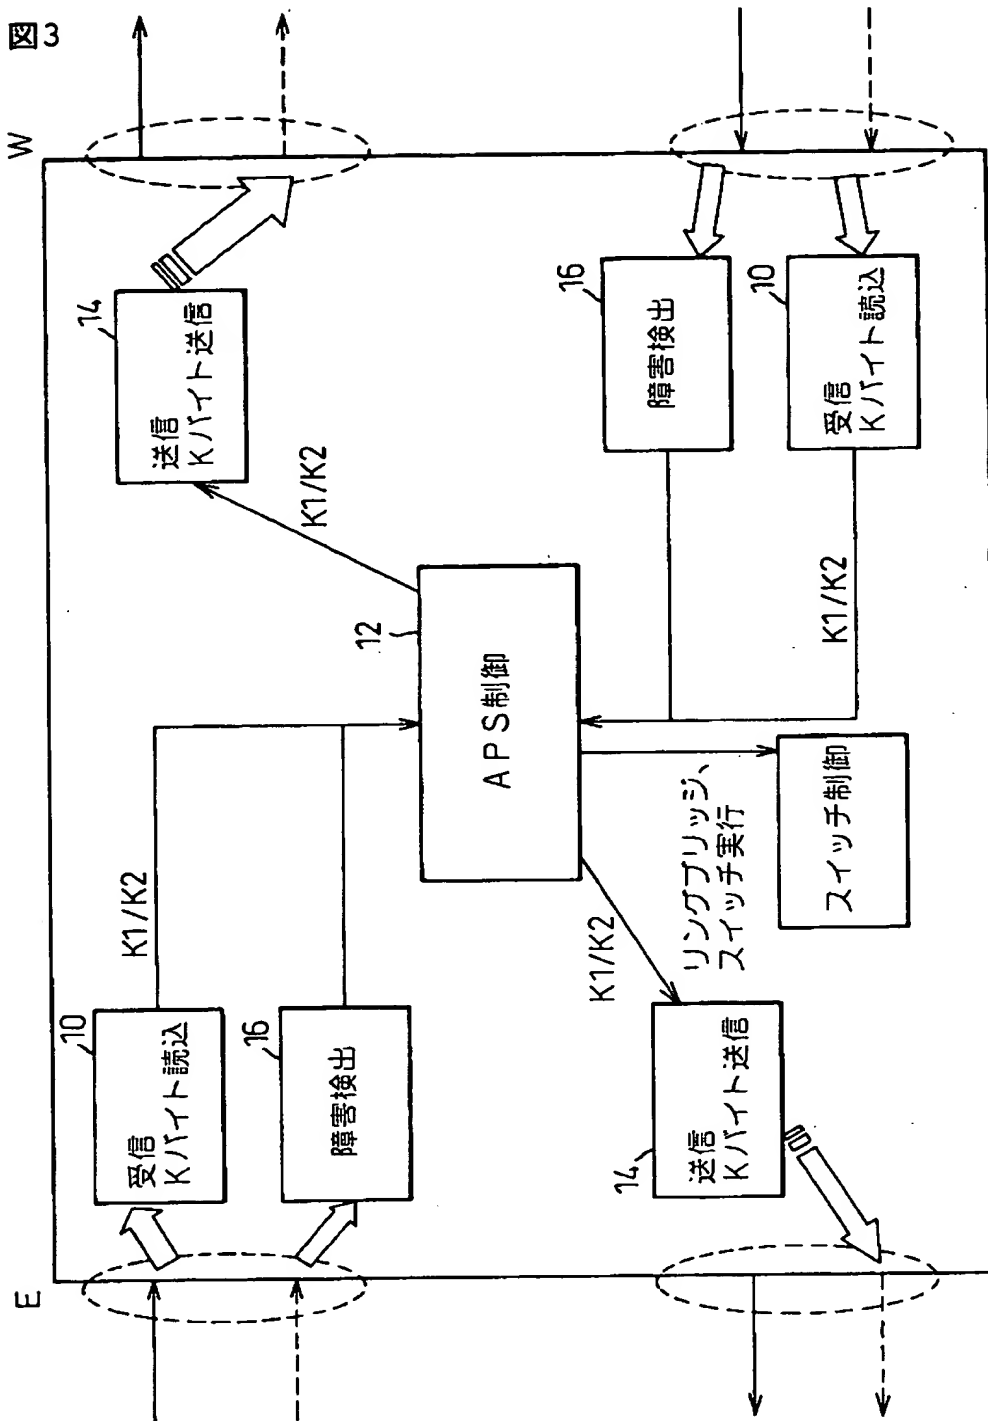 図3
W
14
送信
Kバイト送信
K1/K2
16
障害検出
10
受信
Kバイト読込
K1/K2
12
APS制御
K1/K2
10
受信
Kバイト読込
16
障害検出
K1/K2
14
送信
Kバイト送信
リングブリッジ、
スイッチ実行
スイッチ制御
E